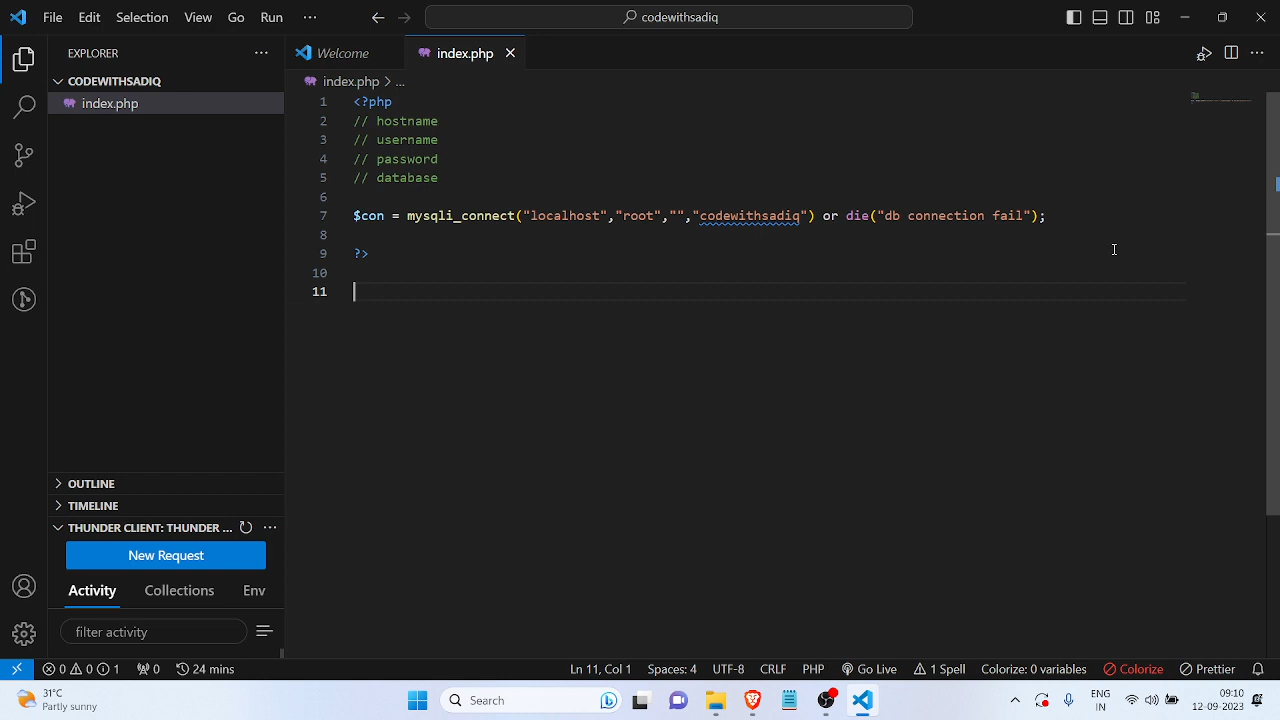 File Edit Selection View Go Run ··· codewithsadiq
EXPLORER ···
Welcome index.php
CODEWITHSADIQ
index.php
index.php > ...
1 <?php
2 // hostname
3 // username
4 // password
5 // database
6
7 $con = mysqli_connect("localhost","root","","codewithsadiq") or die("db connection fail");
8
9 ?>
10
11
OUTLINE
TIMELINE
THUNDER CLIENT: THUNDER ...
New Request
Activity Collections Env
filter activity
0 0 1 0 24 mins Ln 11, Col 1 Spaces: 4 UTF-8 CRLF PHP Go Live 1 Spell Colorize: 0 variables Colorize Prettier
31°C
Partly sunny
Search
ENG
IN
09:10
12-09-2023